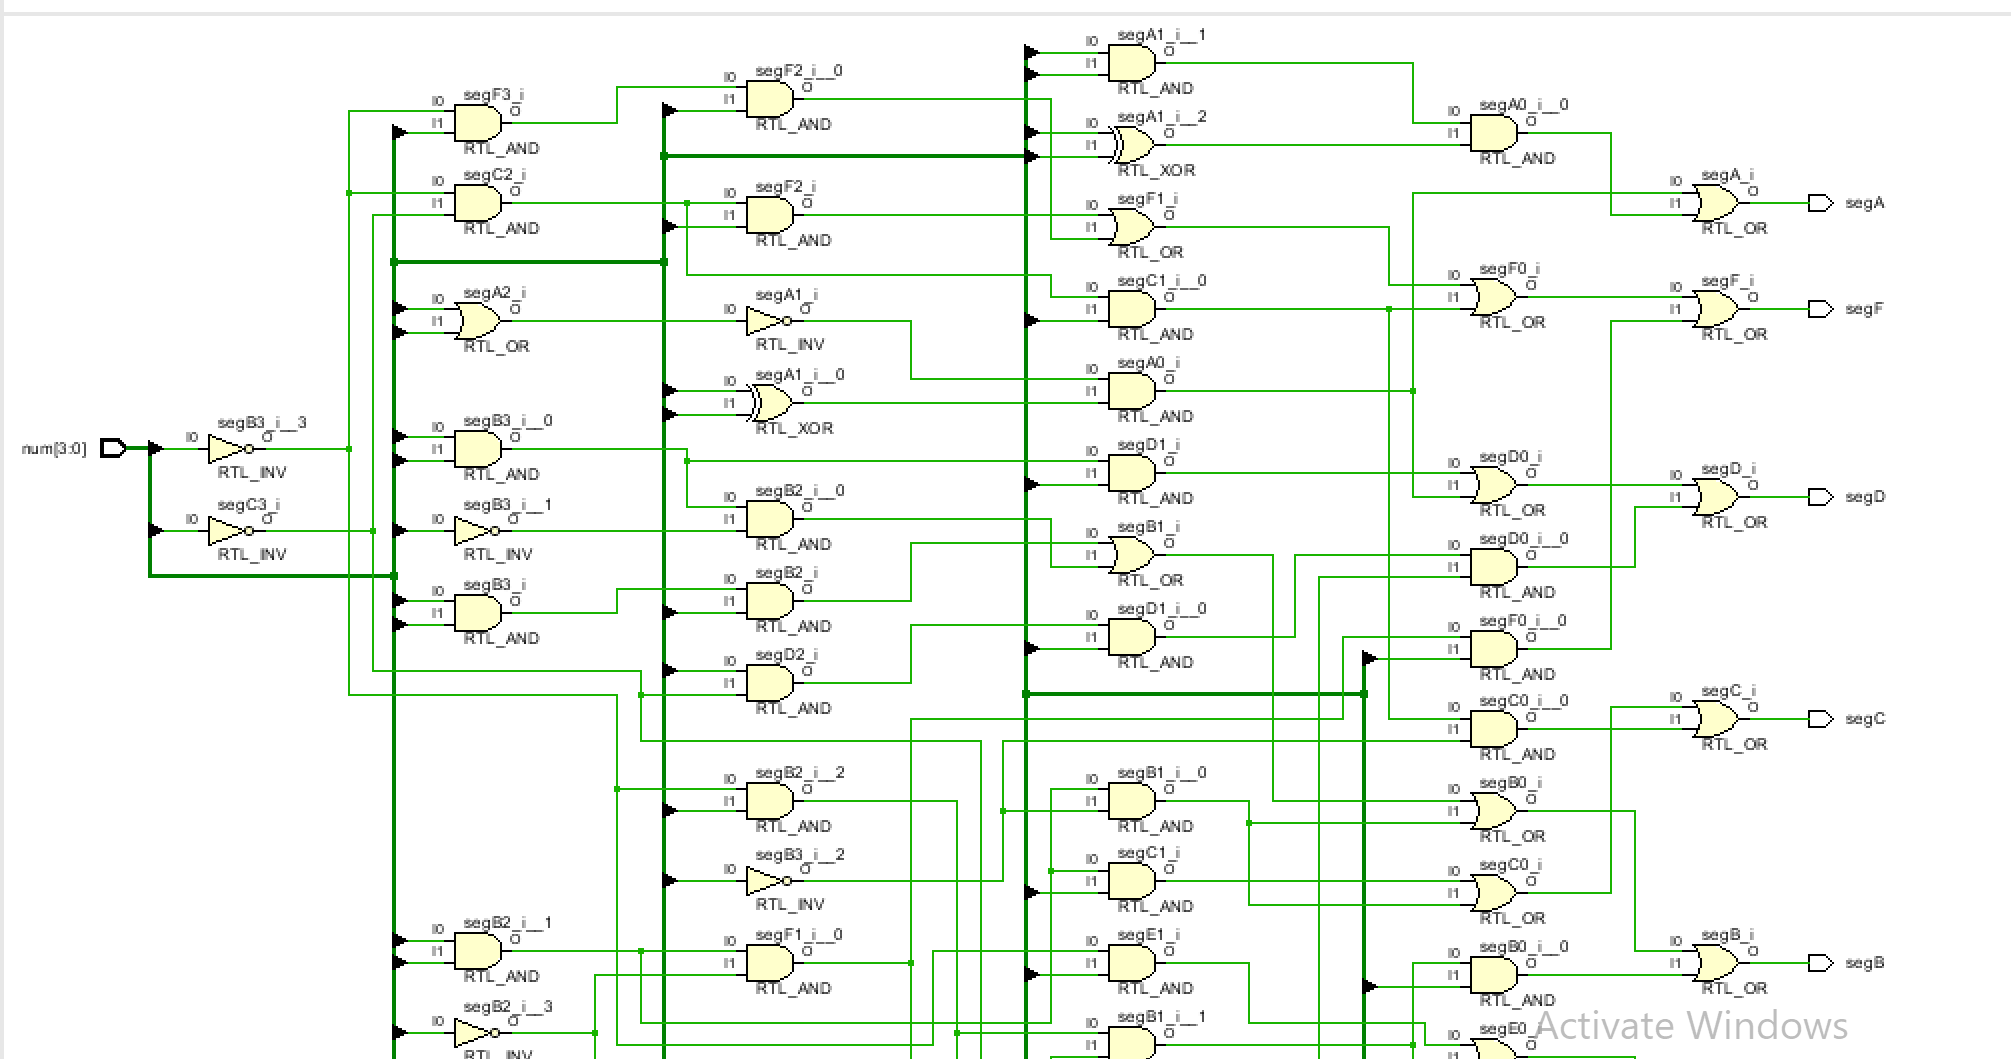 segA1_i__1
I0
O
I1
RTL_AND
segF2_i__0
I0
O
I1
RTL_AND
segF3_i
I0
O
I1
RTL_AND
segA1_i__2
I0
O
I1
RTL_XOR
segA0_i__0
I0
O
I1
RTL_AND
segC2_i
I0
O
I1
RTL_AND
segF2_i
I0
O
I1
RTL_AND
segF1_i
I0
O
I1
RTL_OR
segA_i
I0
O
I1
RTL_OR
segA
segA2_i
I0
O
I1
RTL_OR
segA1_i
I0
O
RTL_INV
segC1_i__0
I0
O
I1
RTL_AND
segF0_i
I0
O
I1
RTL_OR
segF_i
I0
O
I1
RTL_OR
segF
segA1_i__0
I0
O
I1
RTL_XOR
segA0_i
I0
O
I1
RTL_AND
num[3:0]
segB3_i__3
I0
O
RTL_INV
segB3_i__0
I0
O
I1
RTL_AND
segD1_i
I0
O
I1
RTL_AND
segD0_i
I0
O
I1
RTL_OR
segD_i
I0
O
I1
RTL_OR
segD
segC3_i
I0
O
RTL_INV
segB3_i__1
I0
O
RTL_INV
segB2_i__0
I0
O
I1
RTL_AND
segB1_i
I0
O
I1
RTL_OR
segD0_i__0
I0
O
I1
RTL_AND
segB3_i
I0
O
I1
RTL_AND
segB2_i
I0
O
I1
RTL_AND
segD1_i__0
I0
O
I1
RTL_AND
segF0_i__0
I0
O
I1
RTL_AND
segD2_i
I0
O
I1
RTL_AND
segC0_i__0
I0
O
I1
RTL_AND
segC_i
I0
O
I1
RTL_OR
segC
segB2_i__2
I0
O
I1
RTL_AND
segB1_i__0
I0
O
I1
RTL_AND
segB0_i
I0
O
I1
RTL_OR
segB3_i__2
I0
O
RTL_INV
segC1_i
I0
O
I1
RTL_AND
segC0_i
I0
O
I1
RTL_OR
segB2_i__1
I0
O
I1
RTL_AND
segF1_i__0
I0
O
I1
RTL_AND
segE1_i
I0
O
I1
RTL_AND
segB0_i__0
I0
O
I1
RTL_AND
segB_i
I0
O
I1
RTL_OR
segB
segB2_i__3
I0
O
RTL_INV
segB1_i__1
I0
O
I1
segE0_i
I0
O
Activate Windows